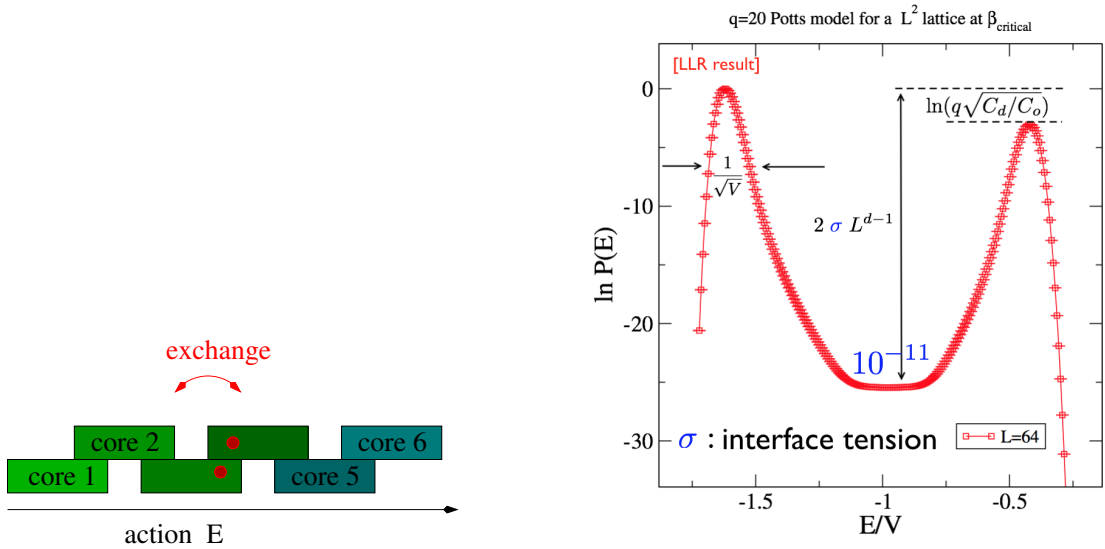 exchange
core 2
core 6
core 1
core 5
action E
q=20 Potts model for a L² lattice at β_critical
[LLR result]
ln(q√C_d/C_o)
1/√V
2 σ L^{d−1}
10⁻¹¹
σ : interface tension
L=64
ln P(E)
0
-10
-20
-30
-1.5
-1
-0.5
E/V